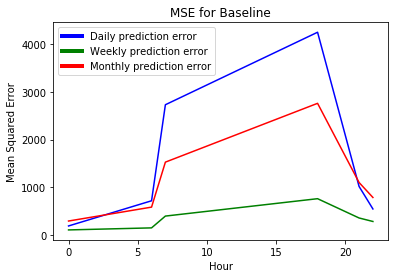 MSE for Baseline
Daily prediction error
Weekly prediction error
Monthly prediction error
Mean Squared Error
4000
3000
2000
1000
0
0 5 10 15 20
Hour